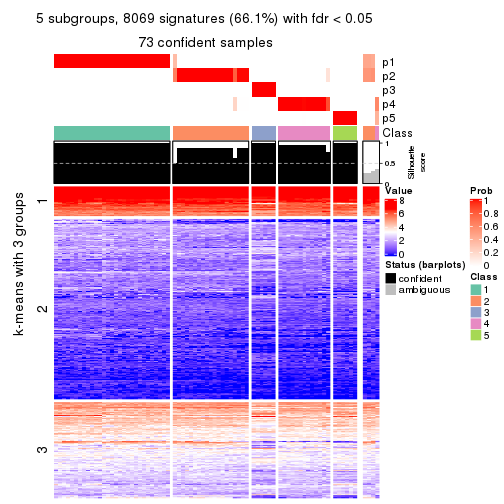 5 subgroups, 8069 signatures (66.1%) with fdr < 0.05
73 confident samples
p1
p2
p3
p4
p5
Class
1
0.5
0
Silhouette
score
1
2
3
k-means with 3 groups
Value
8
6
4
2
0
Status (barplots)
confident
ambiguous
Prob
1
0.8
0.6
0.4
0.2
0
Class
1
2
3
4
5